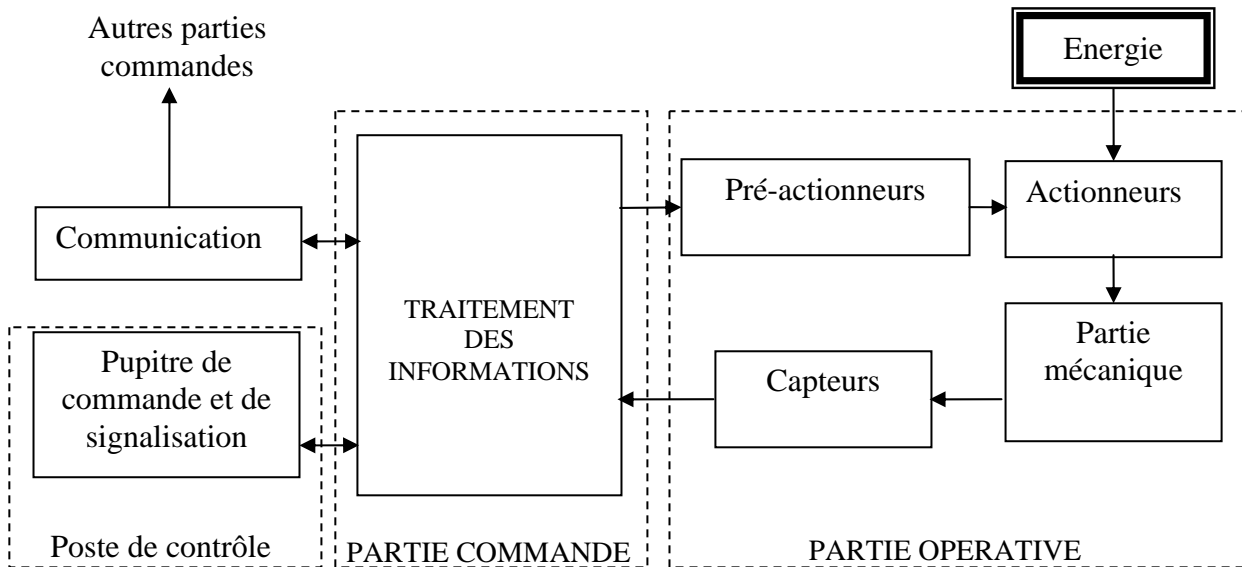 Autres parties
commandes
Energie
Communication
Pré-actionneurs
Actionneurs
TRAITEMENT
DES
INFORMATIONS
Pupitre de
commande et de
signalisation
Capteurs
Partie
mécanique
Poste de contrôle
PARTIE COMMANDE
PARTIE OPERATIVE